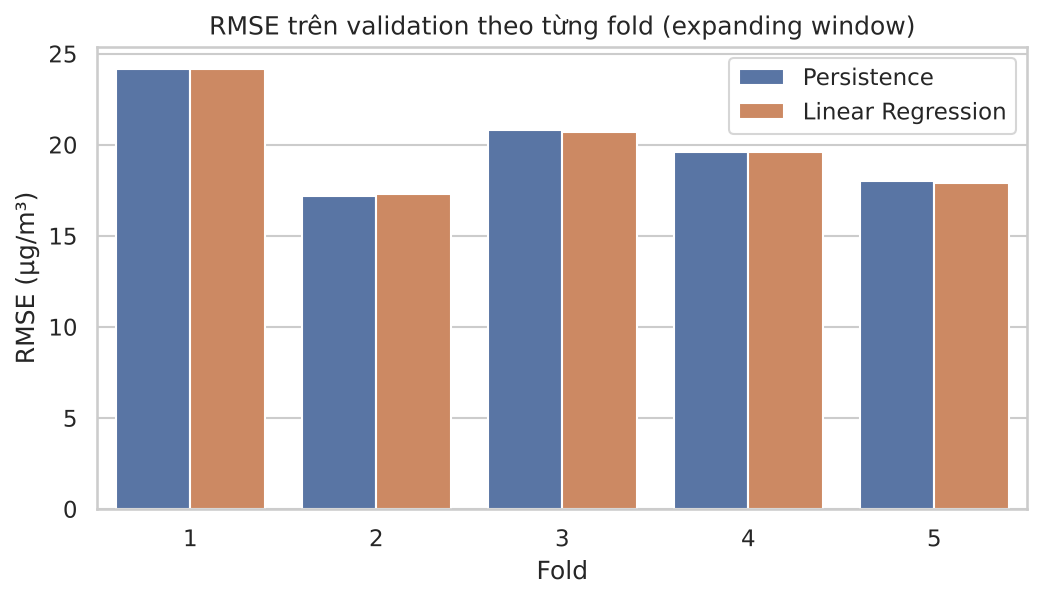 RMSE trên validation theo từng fold (expanding window)
Persistence
Linear Regression
RMSE (µg/m³)
25
20
15
10
5
0
1 2 3 4 5
Fold